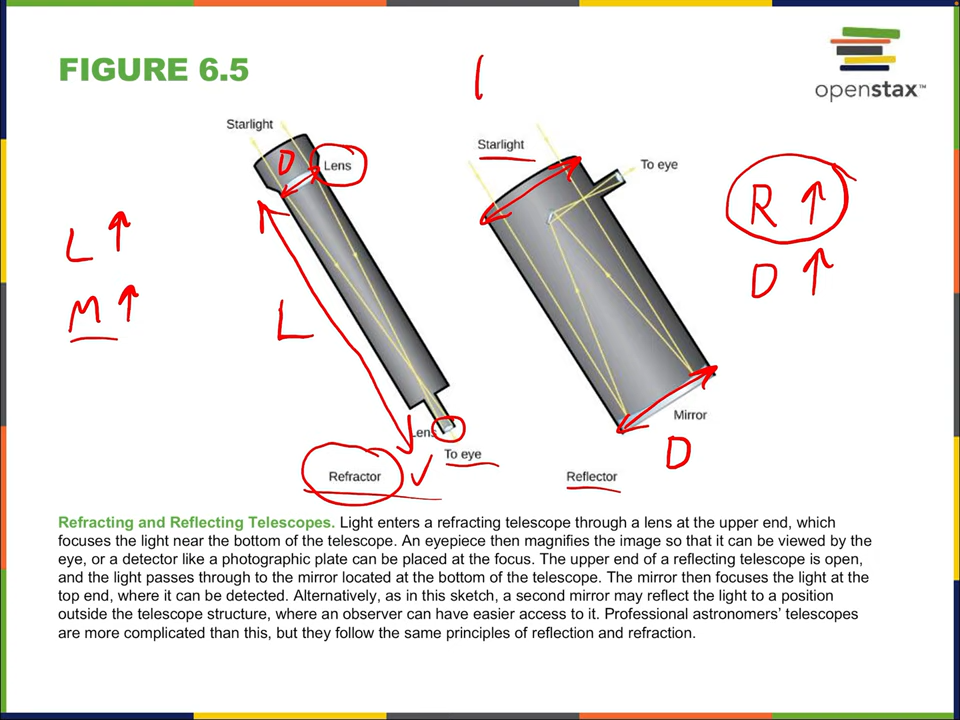 FIGURE 6.5
openstax™
Starlight
D
Lens
Starlight
To eye
R ↑
L ↑
D ↑
M ↑
L
Mirror
Lens
To eye
D
Refractor
Reflector
Refracting and Reflecting Telescopes. Light enters a refracting telescope through a lens at the upper end, which
focuses the light near the bottom of the telescope. An eyepiece then magnifies the image so that it can be viewed by the
eye, or a detector like a photographic plate can be placed at the focus. The upper end of a reflecting telescope is open,
and the light passes through to the mirror located at the bottom of the telescope. The mirror then focuses the light at the
top end, where it can be detected. Alternatively, as in this sketch, a second mirror may reflect the light to a position
outside the telescope structure, where an observer can have easier access to it. Professional astronomers’ telescopes
are more complicated than this, but they follow the same principles of reflection and refraction.